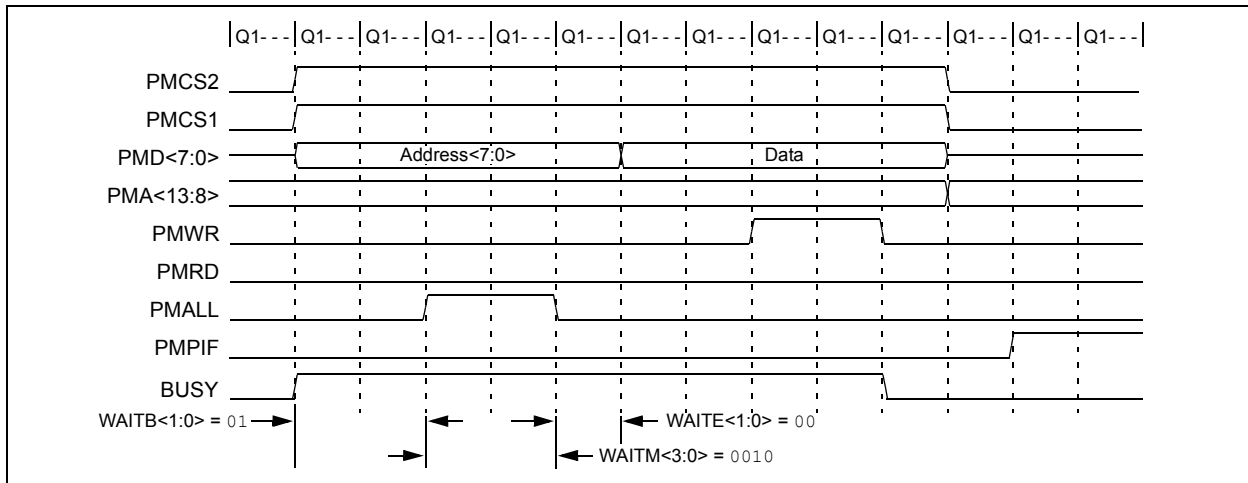 Q1- - - Q1- - - Q1- - - Q1- - - Q1- - - Q1- - - Q1- - - Q1- - - Q1- - - Q1- - - Q1- - - Q1- - - Q1- - - Q1- - -
PMCS2
PMCS1
PMD<7:0> Address<7:0> Data
PMA<13:8>
PMWR
PMRD
PMALL
PMPIF
BUSY
WAITB<1:0> = 01 WAITE<1:0> = 00
WAITM<3:0> = 0010